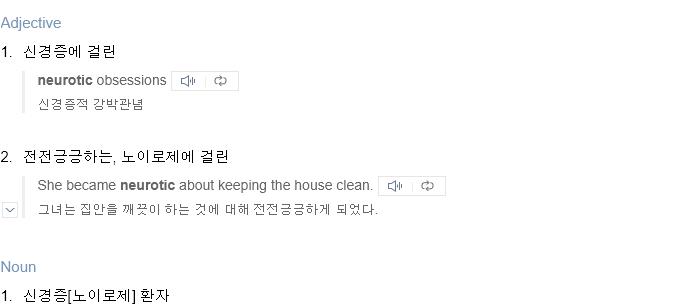 Adjective
1. 신경증에 걸린
neurotic obsessions
신경증적 강박관념
2. 전전긍긍하는, 노이로제에 걸린
She became neurotic about keeping the house clean.
그녀는 집안을 깨끗이 하는 것에 대해 전전긍긍하게 되었다.
Noun
1. 신경증[노이로제] 환자